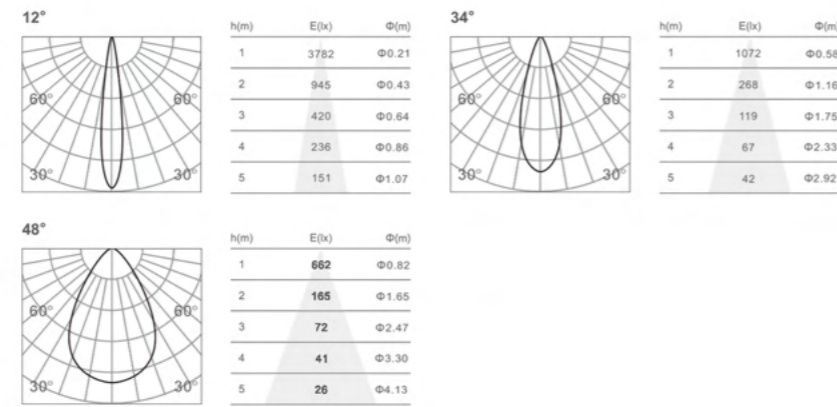 12°
60° 60°
30° 30°
h(m) E(lx) Φ(m)
1 3782 Φ0.21
2 945 Φ0.43
3 420 Φ0.64
4 236 Φ0.86
5 151 Φ1.07
34°
60° 60°
30° 30°
h(m) E(lx) Φ(m)
1 1072 Φ0.58
2 268 Φ1.16
3 119 Φ1.75
4 67 Φ2.33
5 42 Φ2.92
48°
60° 60°
30° 30°
h(m) E(lx) Φ(m)
1 662 Φ0.82
2 165 Φ1.65
3 72 Φ2.47
4 41 Φ3.30
5 26 Φ4.13